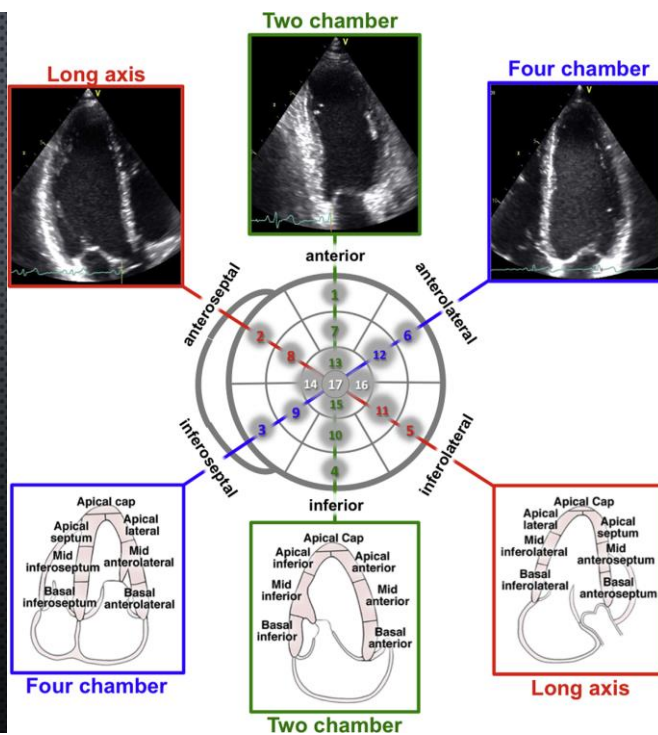 Two chamber
Long axis
Four chamber
V
V
V
anterior
anteroseptal
anterolateral
1
2
7
6
8
12
13
14
17
16
15
9
11
3
10
5
4
inferoseptal
inferolateral
inferior
Apical cap
Apical
septum
Apical
lateral
Mid
inferoseptum
Mid
anterolateral
Basal
inferoseptum
Basal
anterolateral
Four chamber
Apical Cap
Apical
inferior
Apical
anterior
Mid
inferior
Mid
anterior
Basal
inferior
Basal
anterior
Two chamber
Apical Cap
Apical
lateral
Apical
septum
Mid
inferolateral
Mid
anteroseptum
Basal
inferolateral
Basal
anteroseptum
Long axis